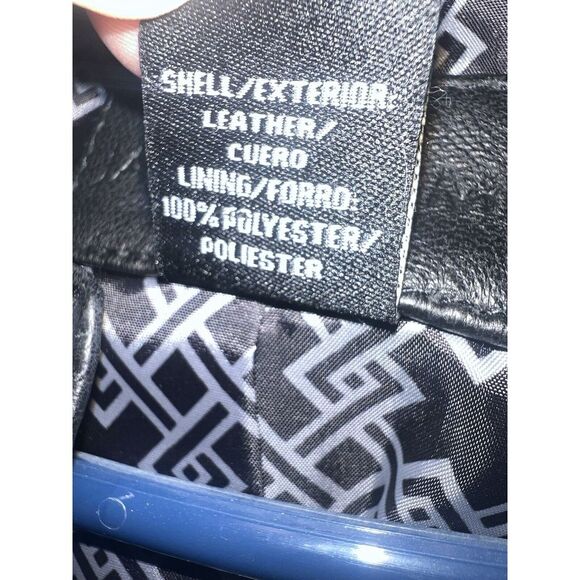 SHELL/EXTERIOR:
LEATHER/
CUERO
LINING/FORRO:
100% POLYESTER/
POLIESTER